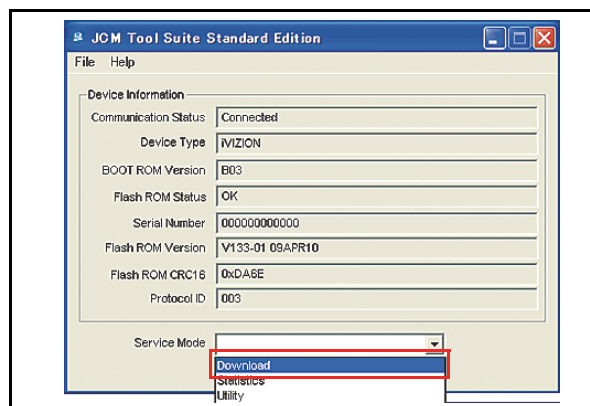 JCM Tool Suite Standard Edition
File Help
Device Information
Communication Status Connected
Device Type iVIZION
BOOT ROM Version B03
Flash ROM Status OK
Serial Number 000000000000
Flash ROM Version V133-01 09APR10
Flash ROM CRC16 0xDA6E
Protocol ID 003
Service Mode
Download
Statistics
Utility